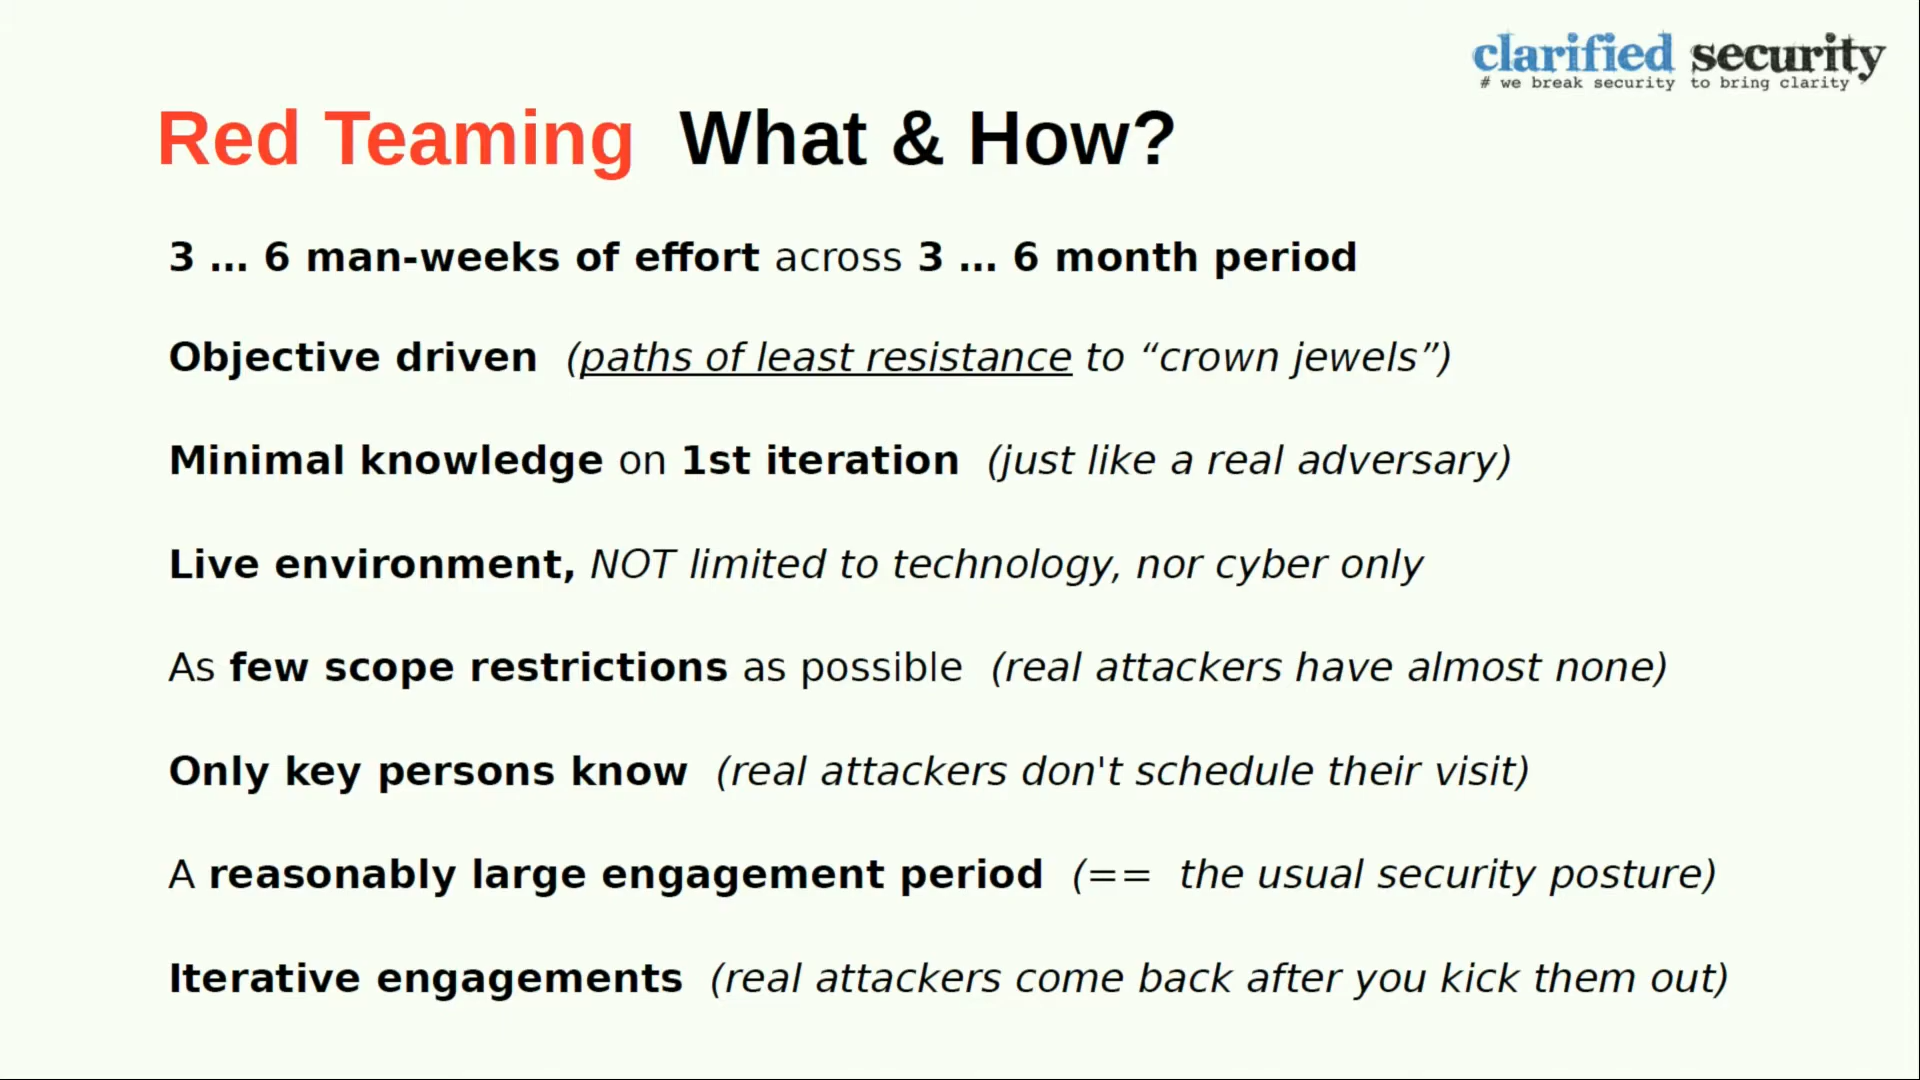 clarified security
# we break security to bring clarity
Red Teaming What & How?
3 … 6 man-weeks of effort across 3 … 6 month period
Objective driven (paths of least resistance to “crown jewels”)
Minimal knowledge on 1st iteration (just like a real adversary)
Live environment, NOT limited to technology, nor cyber only
As few scope restrictions as possible (real attackers have almost none)
Only key persons know (real attackers don't schedule their visit)
A reasonably large engagement period (== the usual security posture)
Iterative engagements (real attackers come back after you kick them out)